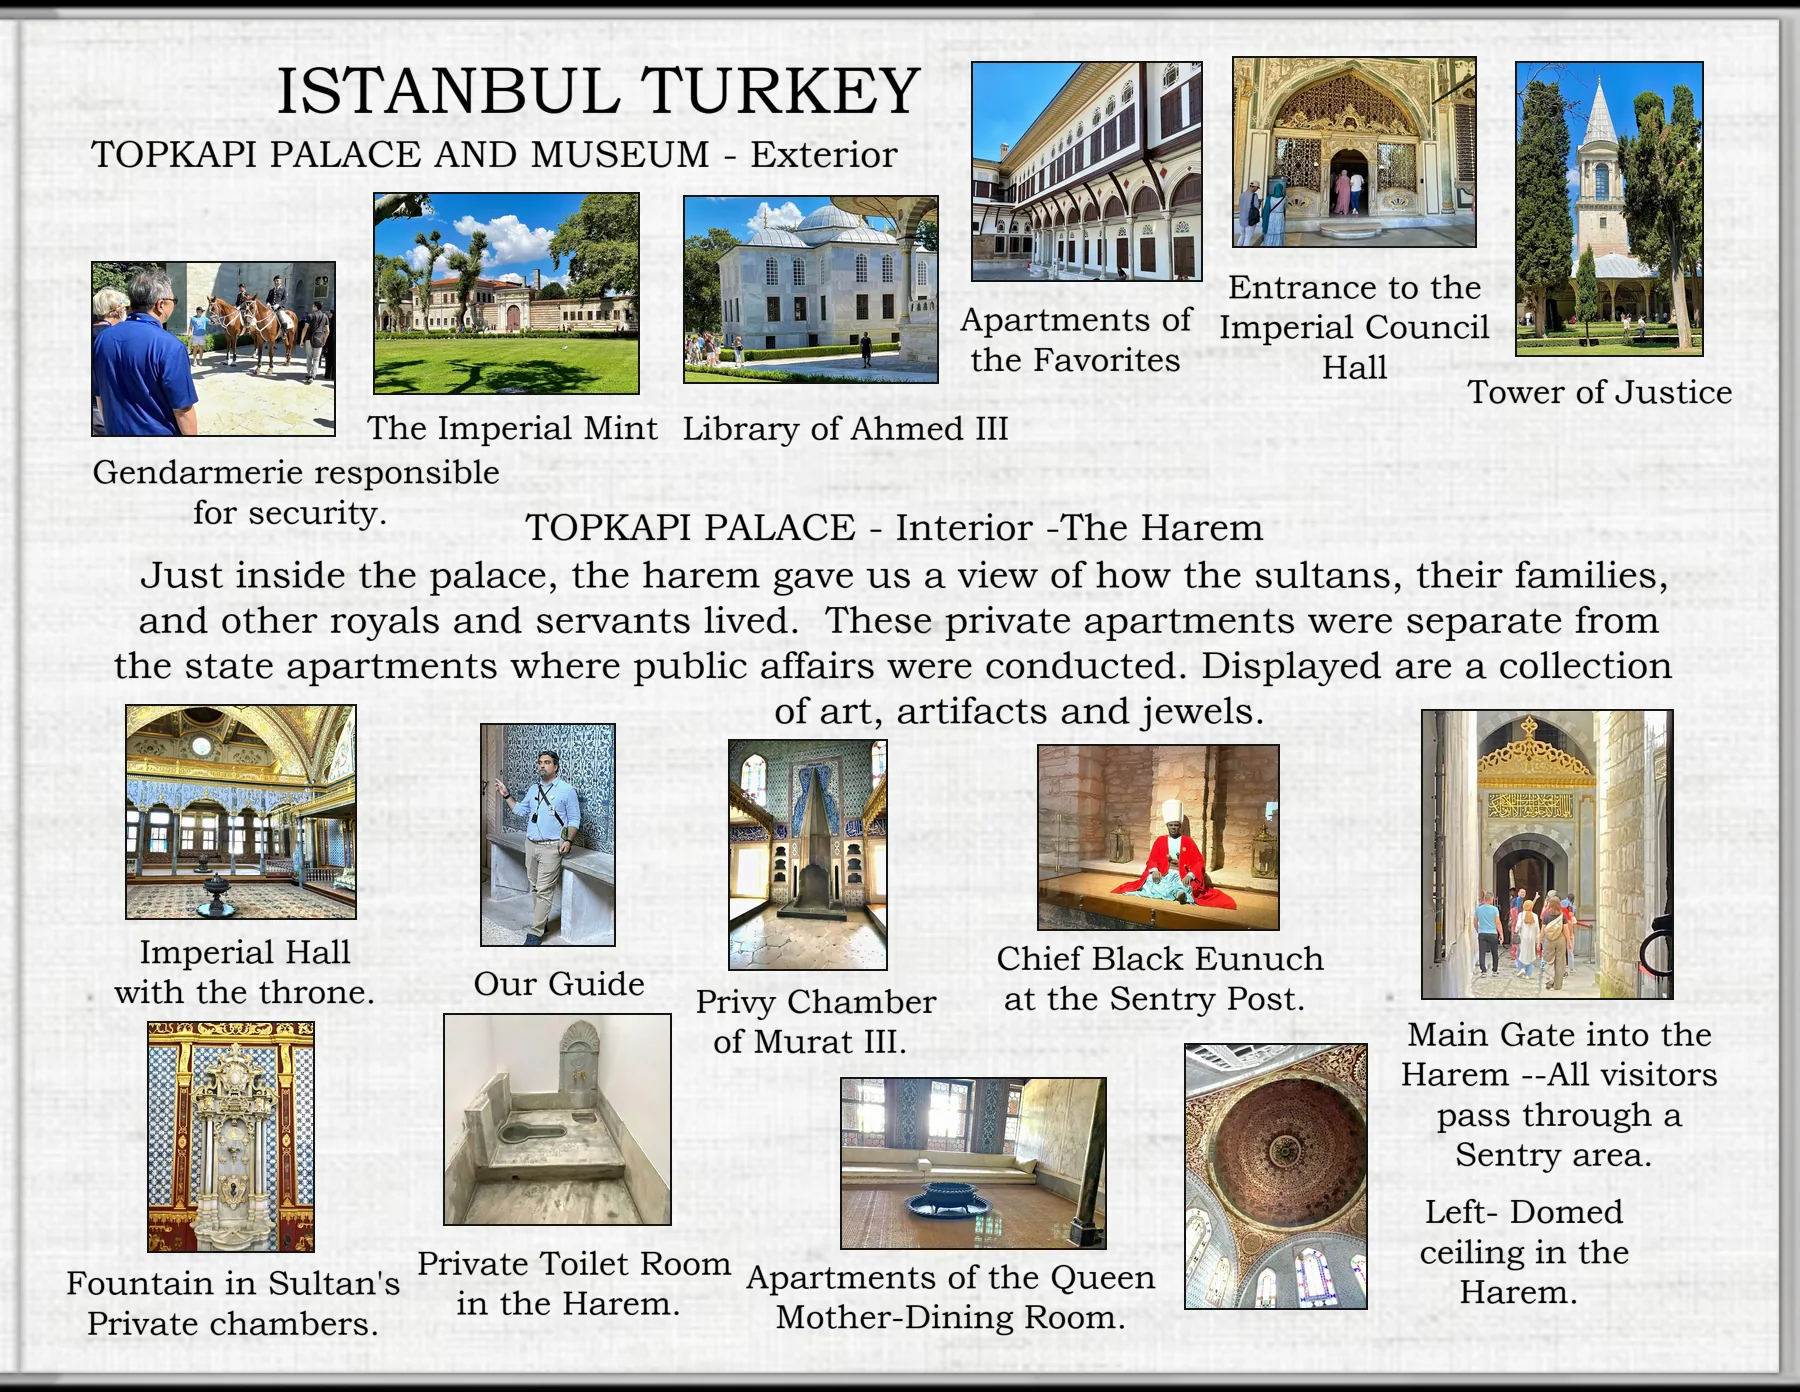 ISTANBUL TURKEY
TOPKAPI PALACE AND MUSEUM - Exterior
Gendarmerie responsible
for security.
The Imperial Mint
Library of Ahmed III
Apartments of
the Favorites
Entrance to the
Imperial Council
Hall
Tower of Justice
TOPKAPI PALACE - Interior -The Harem
Just inside the palace, the harem gave us a view of how the sultans, their families,
and other royals and servants lived.  These private apartments were separate from
the state apartments where public affairs were conducted. Displayed are a collection
of art, artifacts and jewels.
Imperial Hall
with the throne.
Our Guide
Privy Chamber
of Murat III.
Chief Black Eunuch
at the Sentry Post.
Main Gate into the
Harem --All visitors
pass through a
Sentry area.
Fountain in Sultan's
Private chambers.
Private Toilet Room
in the Harem.
Apartments of the Queen
Mother-Dining Room.
Left- Domed
ceiling in the
Harem.